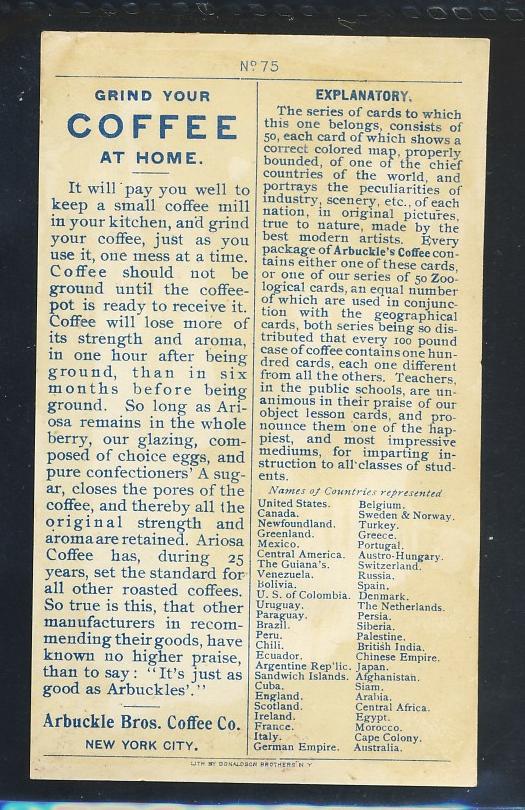 Nº 75
GRIND YOUR
COFFEE
AT HOME.
It will pay you well to
keep a small coffee mill
in your kitchen, and grind
your coffee, just as you
use it, one mess at a time.
Coffee should not be
ground until the coffee-
pot is ready to receive it.
Coffee will lose more of
its strength and aroma,
in one hour after being
ground, than in six
months before being
ground. So long as Ari-
osa remains in the whole
berry, our glazing, com-
posed of choice eggs, and
pure confectioners' A sug-
ar, closes the pores of the
coffee, and thereby all the
original strength and
aroma are retained. Ariosa
Coffee has, during 25
years, set the standard for
all other roasted coffees.
So true is this, that other
manufacturers in recom-
mending their goods, have
known no higher praise,
than to say: "It's just as
good as Arbuckles'."
Arbuckle Bros. Coffee Co.
NEW YORK CITY.
EXPLANATORY.
The series of cards to which
this one belongs, consists of
50, each card of which shows a
correct colored map, properly
bounded, of one of the chief
countries of the world, and
portrays the peculiarities of
industry, scenery, etc., of each
nation, in original pictures,
true to nature, made by the
best modern artists. Every
package of Arbuckle's Coffee con-
tains either one of these cards,
or one of our series of 50 Zoo-
logical cards, an equal number
of which are used in conjunc-
tion with the geographical
cards, both series being so dis-
tributed that every 100 pound
case of coffee contains one hun-
dred cards, each one different
from all the others. Teachers,
in the public schools, are un-
animous in their praise of our
object lesson cards, and pro-
nounce them one of the hap-
piest, and most impressive
mediums, for imparting in-
struction to all classes of stud-
ents.
Names of Countries represented
United States.
Canada.
Newfoundland.
Greenland.
Mexico.
Central America.
The Guiana's.
Venezuela.
Bolivia.
U. S. of Colombia.
Uruguay.
Paraguay.
Brazil.
Peru.
Chili.
Ecuador.
Argentine Rep'lic.
Sandwich Islands.
Cuba.
England.
Scotland.
Ireland.
France.
Italy.
German Empire.
Belgium.
Sweden & Norway.
Turkey.
Greece.
Portugal.
Austro-Hungary.
Switzerland.
Russia.
Spain.
Denmark.
The Netherlands.
Persia.
Siberia.
Palestine.
British India.
Chinese Empire.
Japan.
Afghanistan.
Siam.
Arabia.
Central Africa.
Egypt.
Morocco.
Cape Colony.
Australia.
LITH BY DONALDSON BROTHERS N Y